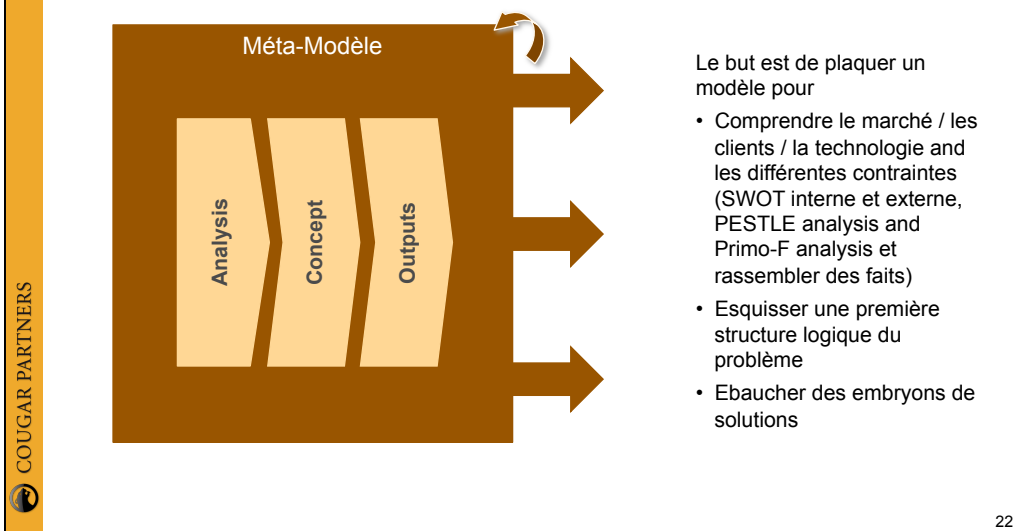 Méta-Modèle
Analysis
Concept
Outputs
Le but est de plaquer un
modèle pour
• Comprendre le marché / les
clients / la technologie and
les différentes contraintes
(SWOT interne et externe,
PESTLE analysis and
Primo-F analysis et
rassembler des faits)
• Esquisser une première
structure logique du
problème
• Ebaucher des embryons de
solutions
COUGAR PARTNERS
22